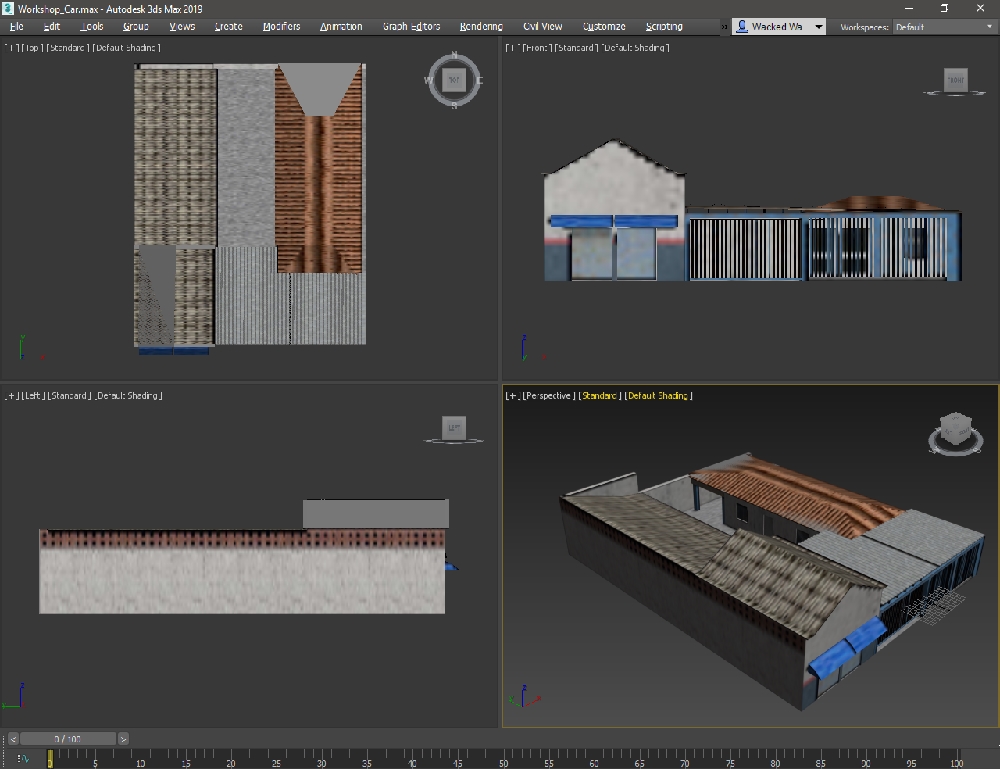 Workshop_Car.max - Autodesk 3ds Max 2019
File Edit Tools Group Views Create Modifiers Animation Graph Editors Rendering Civil View Customize Scripting » Wacked Wa Workspaces: Default
[+] [Top] [Standard] [Default Shading]
N
W TOP E
S
[+] [Front] [Standard] [Default Shading]
FRONT
[+] [Left] [Standard] [Default Shading]
LEFT
[+] [Perspective] [Standard] [Default Shading]
< 0 / 100 >
0 5 10 15 20 25 30 35 40 45 50 55 60 65 70 75 80 85 90 95 100